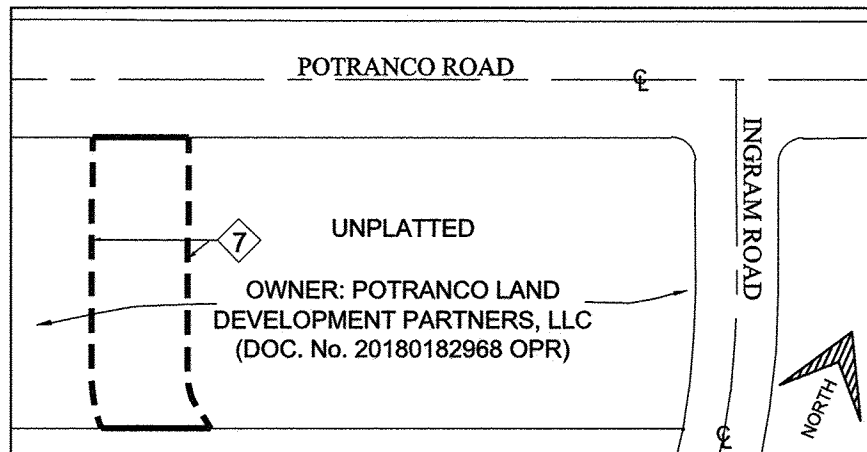 POTRANCO ROAD
℄
INGRAM ROAD
UNPLATTED
7
OWNER: POTRANCO LAND
DEVELOPMENT PARTNERS, LLC
(DOC. No. 20180182968 OPR)
NORTH
℄